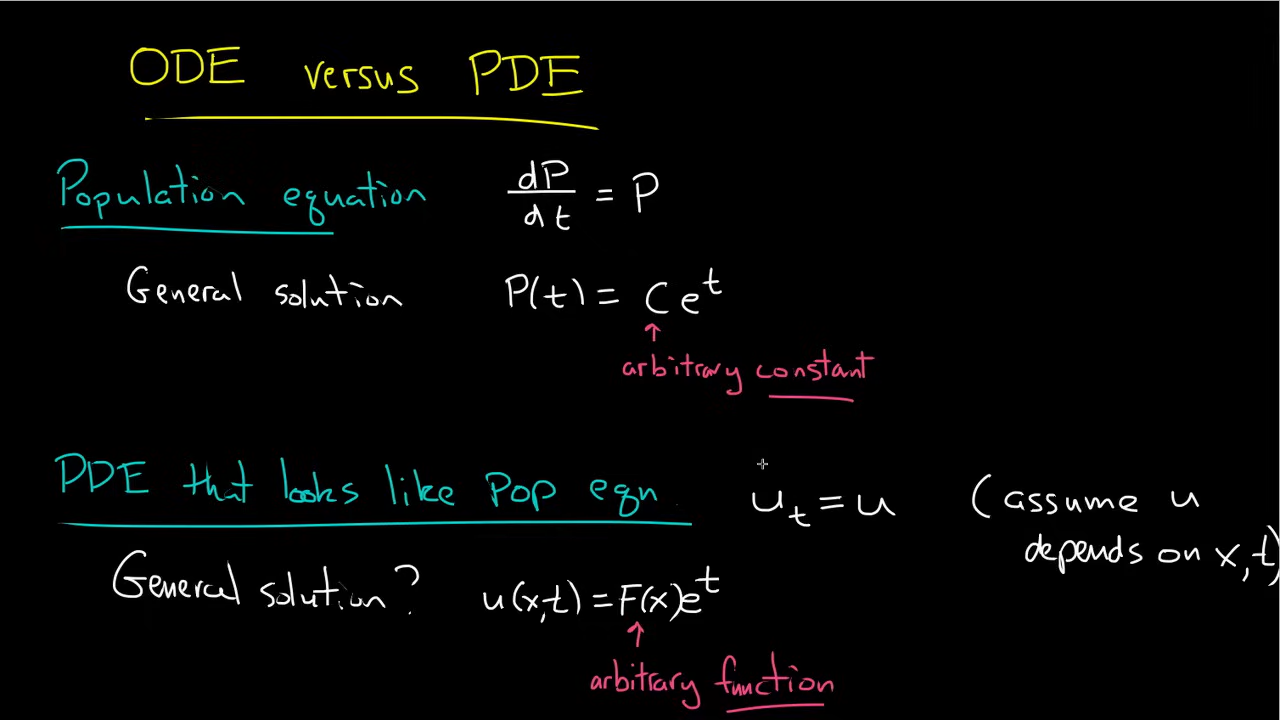 ODE versus PDE
Population equation dP/dt = P
General solution P(t) = C e^t
↑
arbitrary constant
PDE that looks like Pop eqn. u_t = u (assume u
depends on x,t)
General solution? u(x,t) = F(x)e^t
↑
arbitrary function